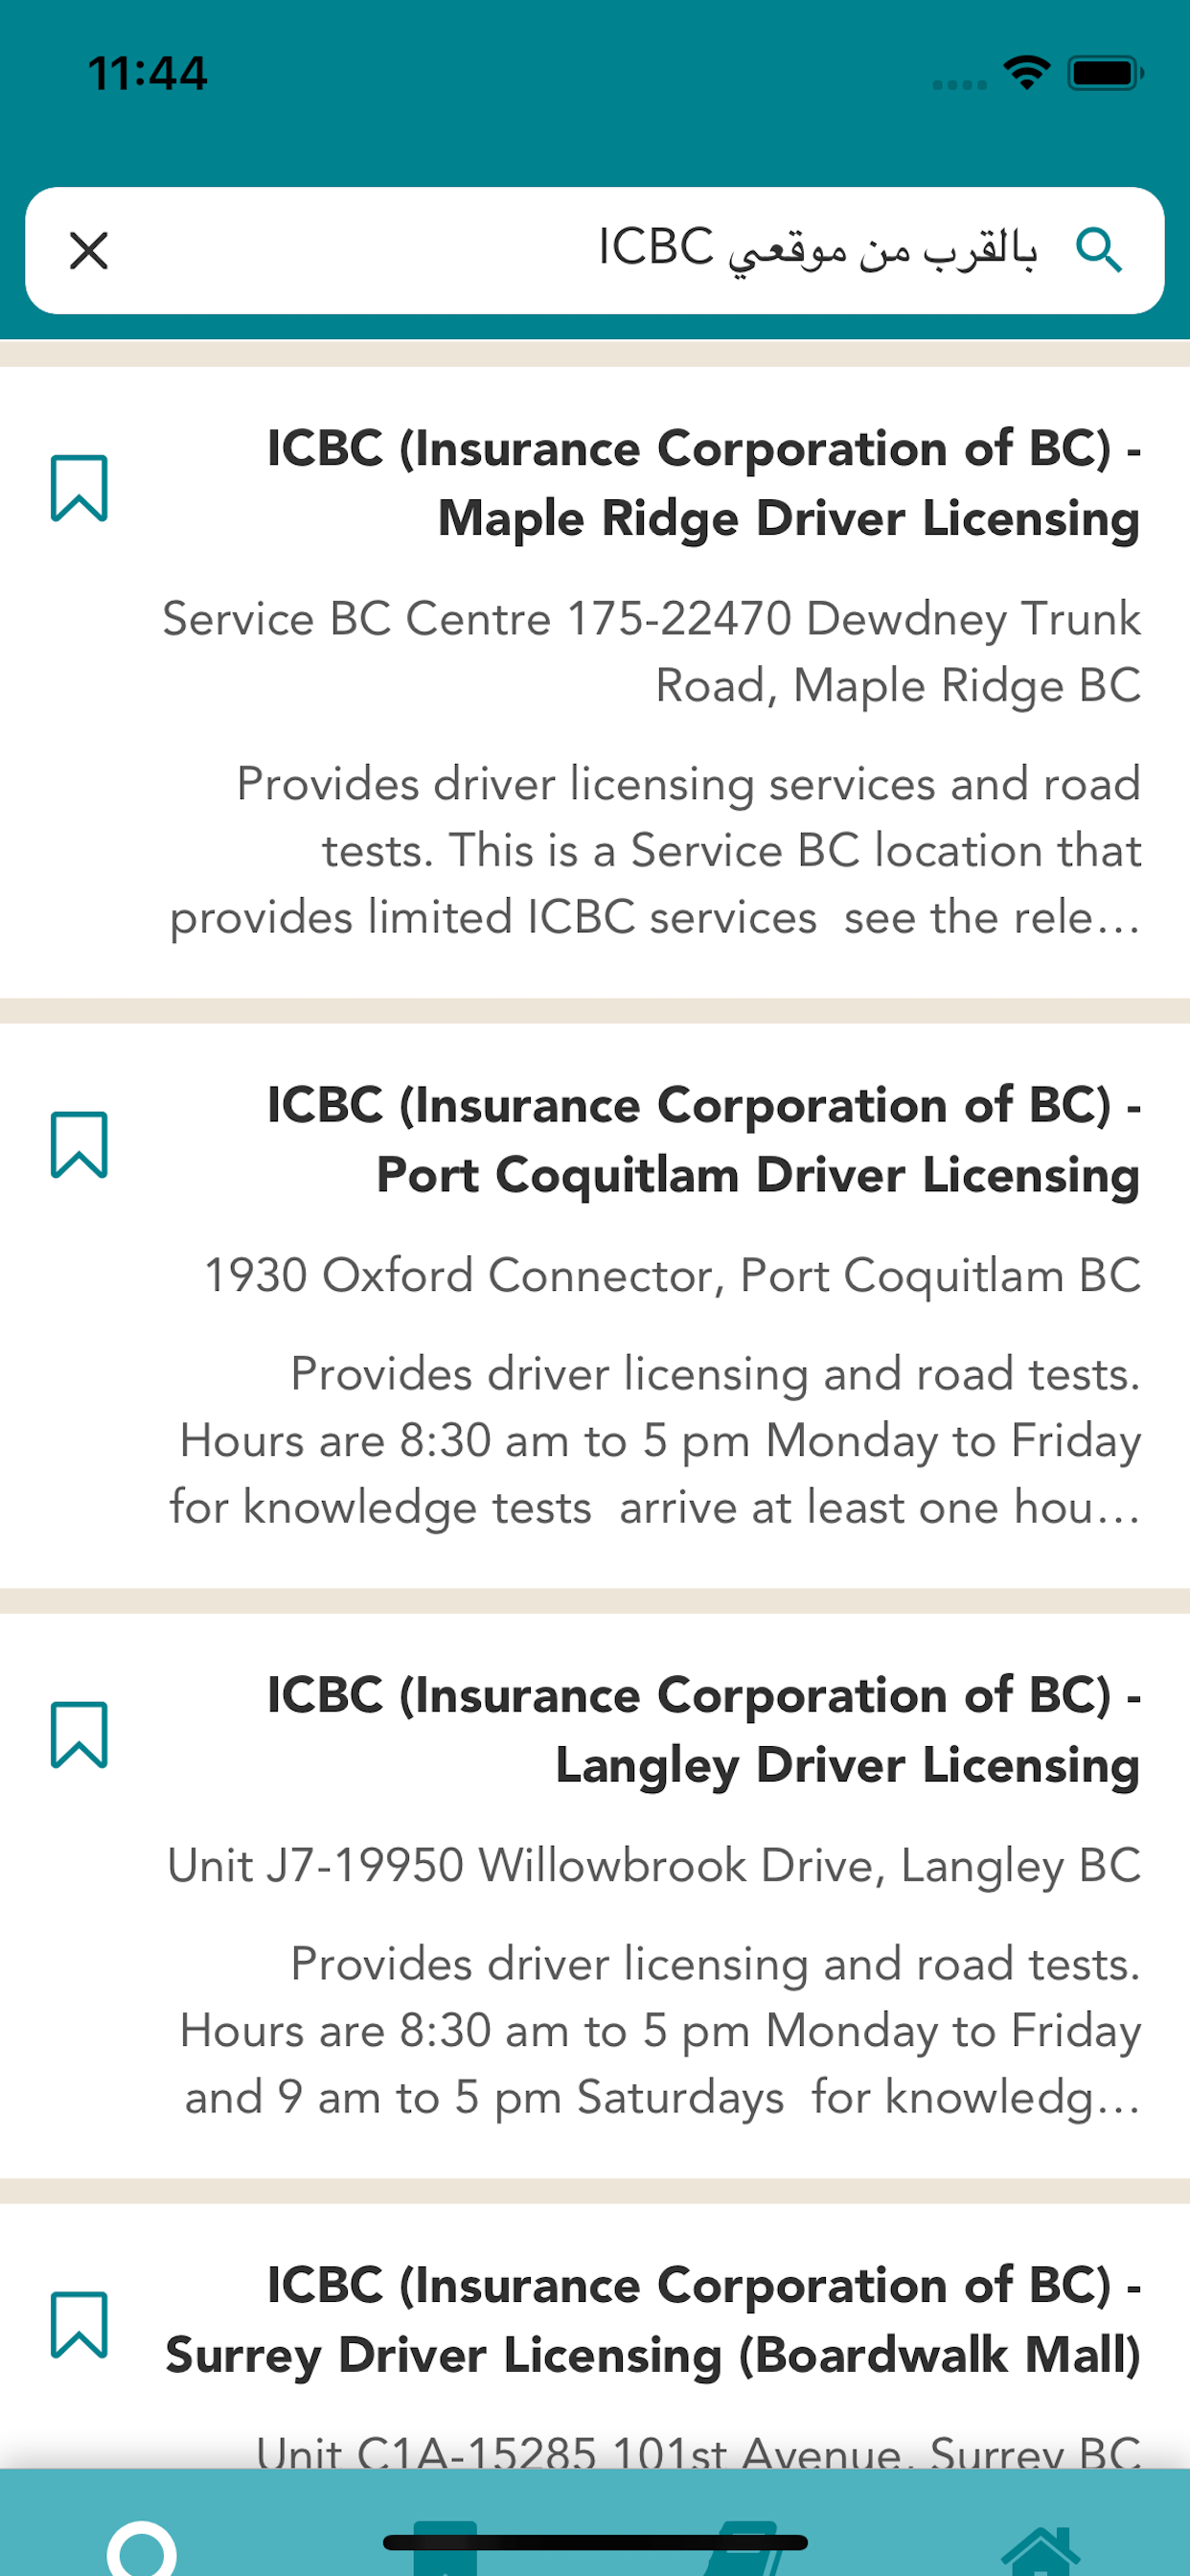 11:44
بالقرب من موقعي ICBC
ICBC (Insurance Corporation of BC) -
Maple Ridge Driver Licensing
Service BC Centre 175-22470 Dewdney Trunk
Road, Maple Ridge BC
Provides driver licensing services and road
tests. This is a Service BC location that
provides limited ICBC services  see the rele...
ICBC (Insurance Corporation of BC) -
Port Coquitlam Driver Licensing
1930 Oxford Connector, Port Coquitlam BC
Provides driver licensing and road tests.
Hours are 8:30 am to 5 pm Monday to Friday
for knowledge tests  arrive at least one hou...
ICBC (Insurance Corporation of BC) -
Langley Driver Licensing
Unit J7-19950 Willowbrook Drive, Langley BC
Provides driver licensing and road tests.
Hours are 8:30 am to 5 pm Monday to Friday
and 9 am to 5 pm Saturdays  for knowledg...
ICBC (Insurance Corporation of BC) -
Surrey Driver Licensing (Boardwalk Mall)
Unit C1A-15285 101st Avenue, Surrey BC